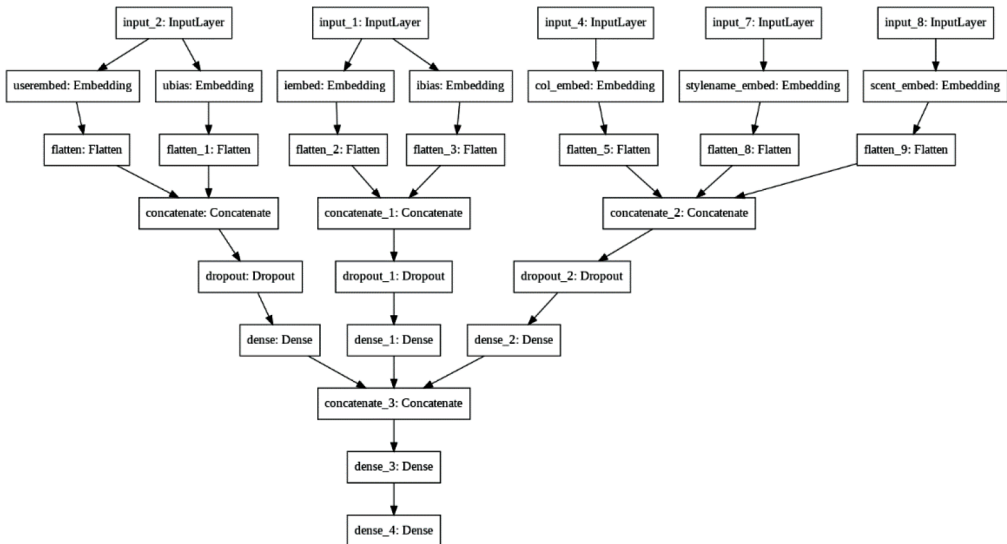 input_2: InputLayer
input_1: InputLayer
input_4: InputLayer
input_7: InputLayer
input_8: InputLayer
userembed: Embedding
ubias: Embedding
iembed: Embedding
ibias: Embedding
col_embed: Embedding
stylename_embed: Embedding
scent_embed: Embedding
flatten: Flatten
flatten_1: Flatten
flatten_2: Flatten
flatten_3: Flatten
flatten_5: Flatten
flatten_8: Flatten
flatten_9: Flatten
concatenate: Concatenate
concatenate_1: Concatenate
concatenate_2: Concatenate
dropout: Dropout
dropout_1: Dropout
dropout_2: Dropout
dense: Dense
dense_1: Dense
dense_2: Dense
concatenate_3: Concatenate
dense_3: Dense
dense_4: Dense